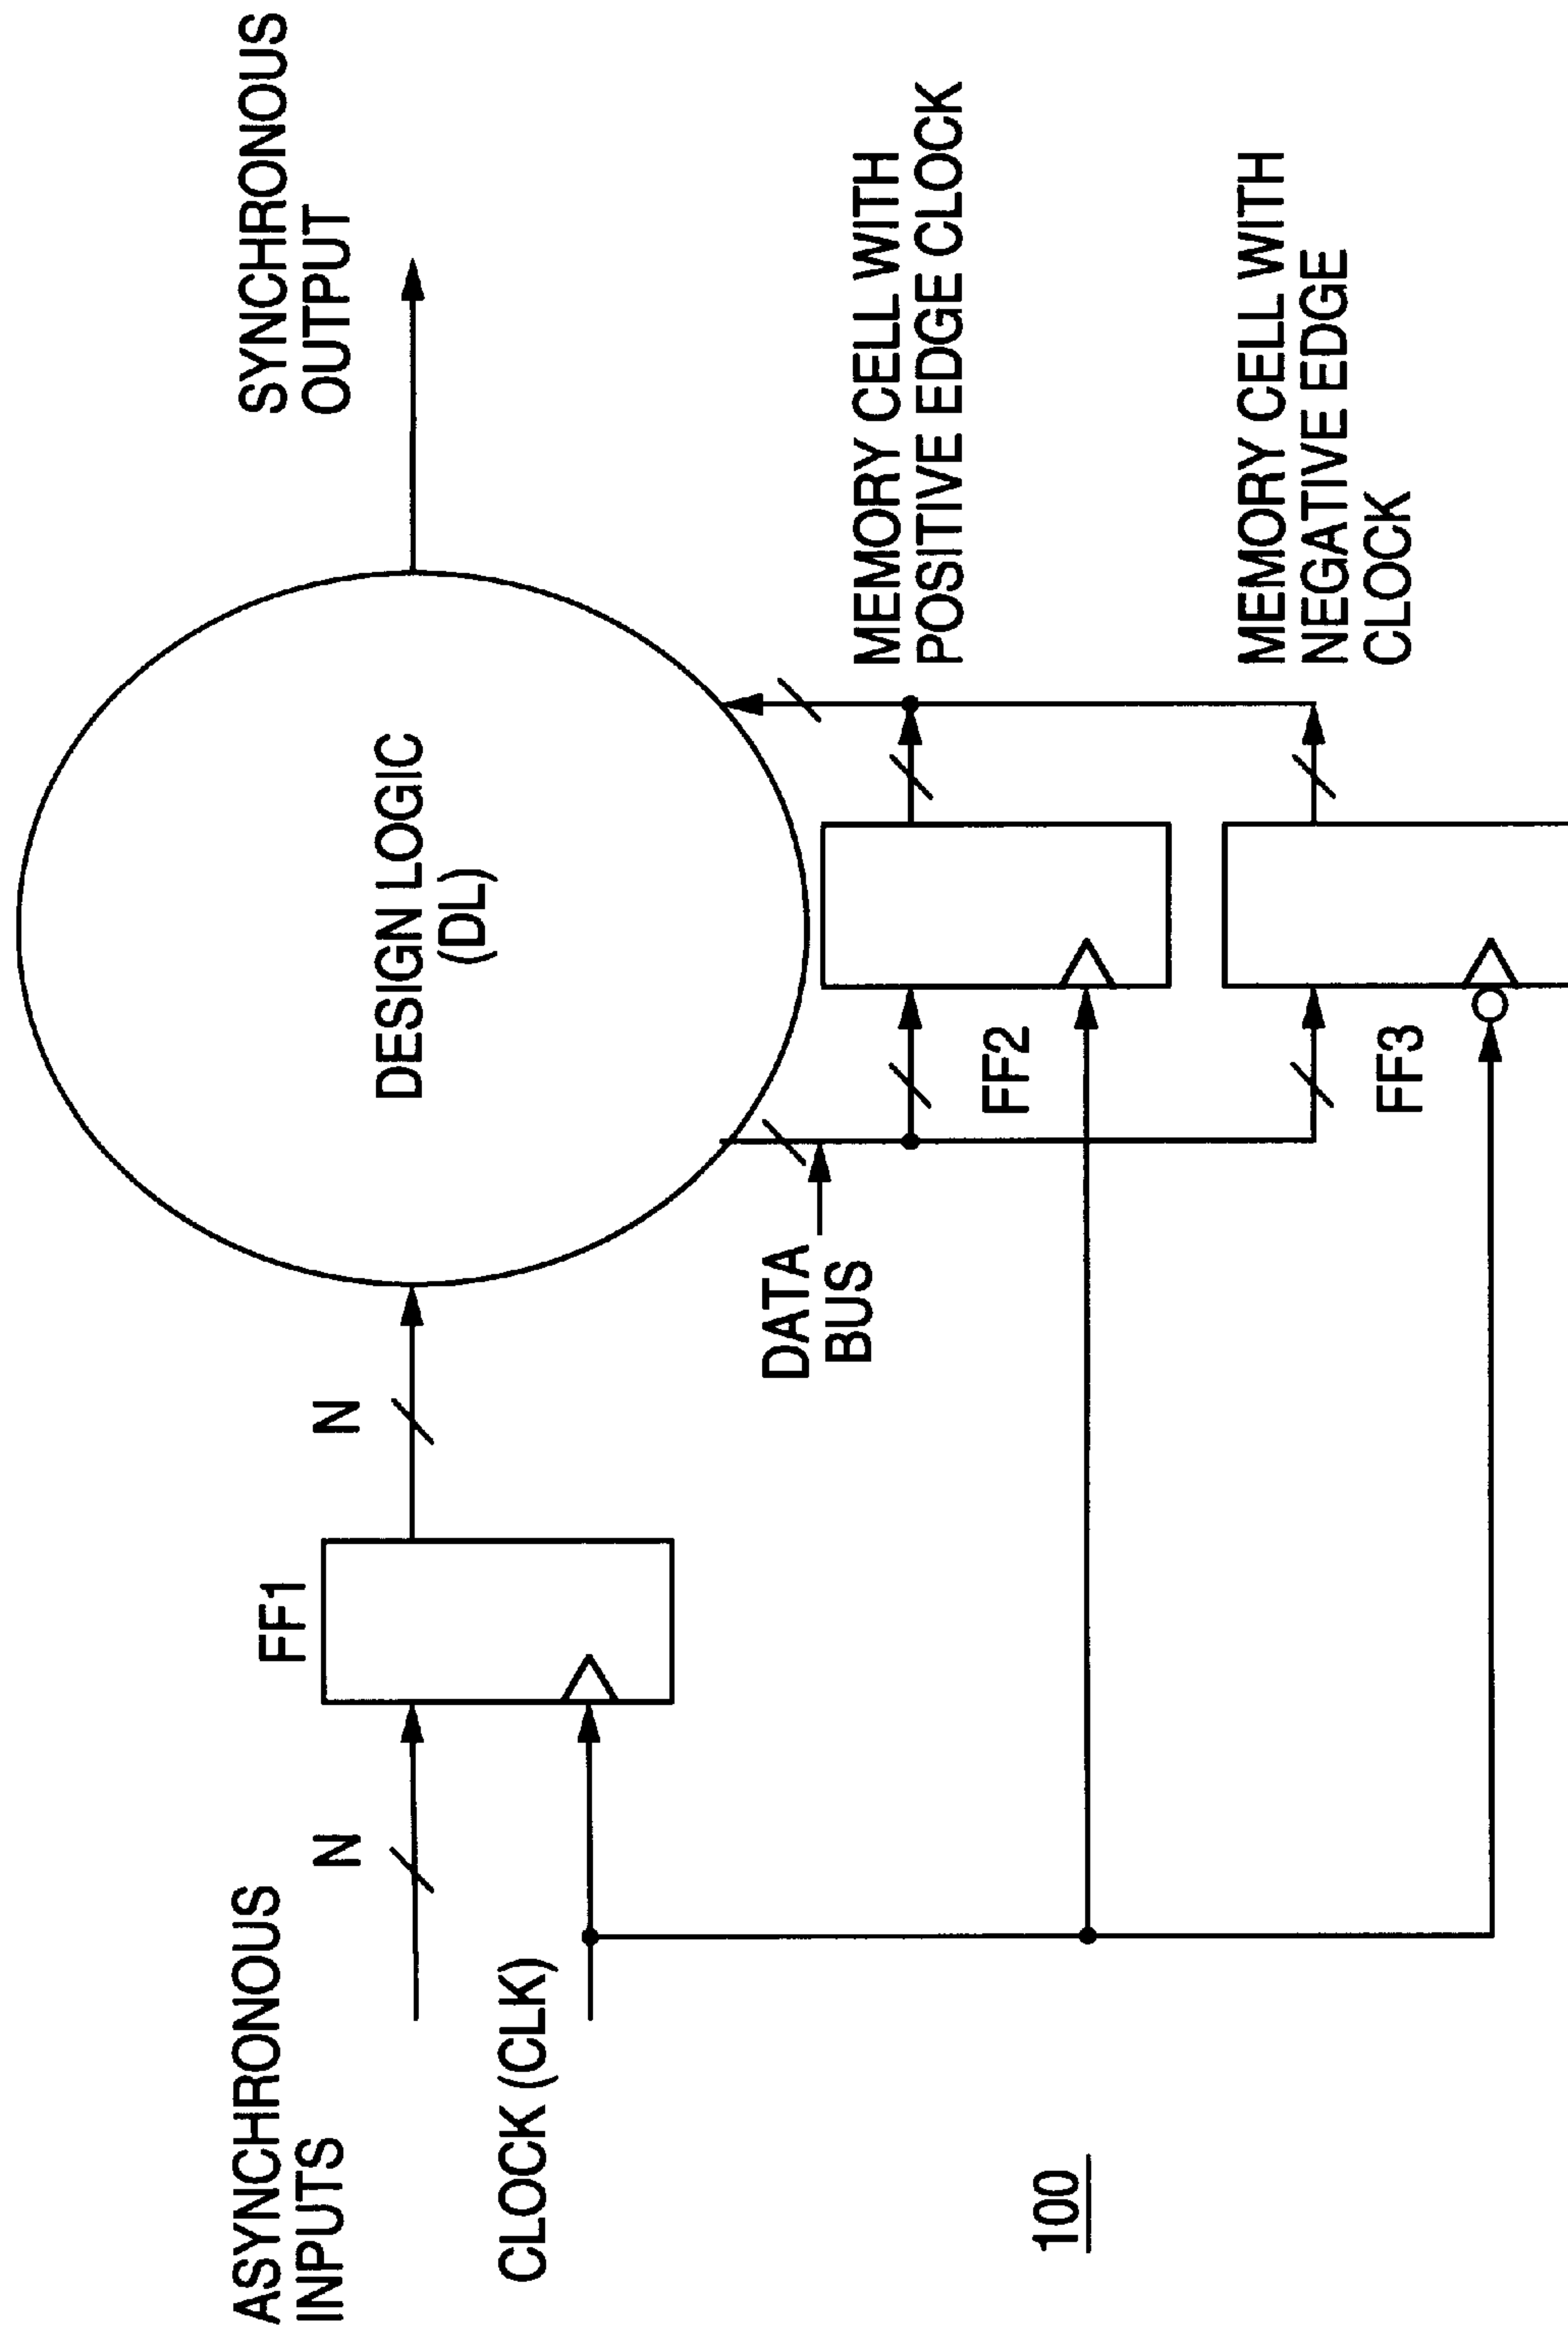 ASYNCHRONOUS
INPUTS
N
CLOCK (CLK)
FF1
N
DESIGN LOGIC
(DL)
SYNCHRONOUS
OUTPUT
DATA
BUS
FF2
MEMORY CELL WITH
POSITIVE EDGE CLOCK
FF3
MEMORY CELL WITH
NEGATIVE EDGE
CLOCK
100